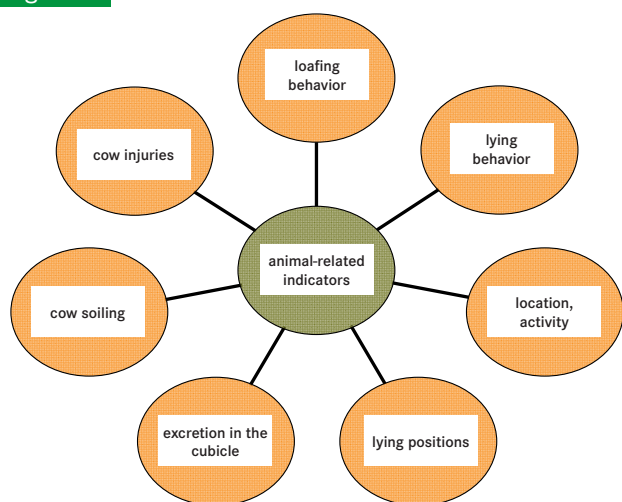 loafing
behavior
lying
behavior
cow injuries
animal-related
indicators
location,
activity
cow soiling
excretion in the
cubicle
lying positions